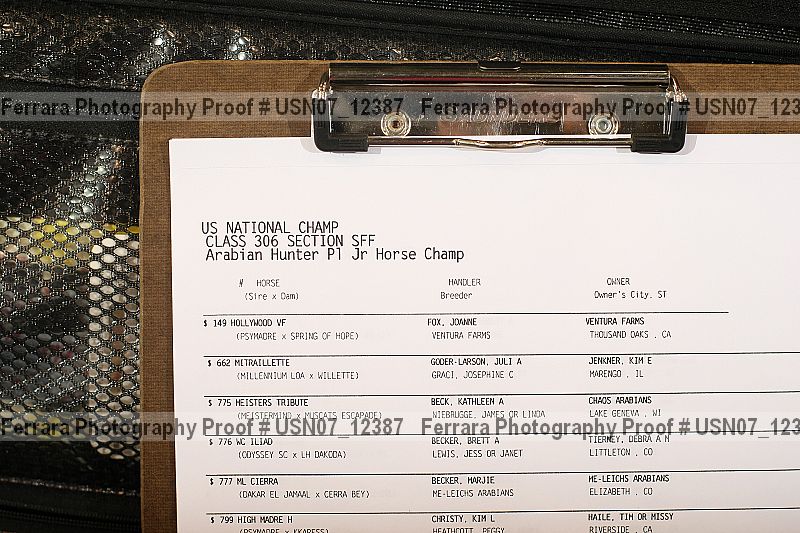 Ferrara Photography Proof # USN07_12387 Ferrara Photography Proof # USN07_123
US NATIONAL CHAMP
CLASS 306 SECTION SFF
Arabian Hunter Pl Jr Horse Champ
# HORSE HANDLER OWNER
(Sire x Dam) Breeder Owner's City, ST
$ 149 HOLLYWOOD VF FOX, JOANNE VENTURA FARMS
(PSYMADRE x SPRING OF HOPE) VENTURA FARMS THOUSAND OAKS , CA
$ 662 MITRAILLETTE GODER-LARSON, JULI A JENKNER, KIM E
(MILLENNIUM LOA x WILLETTE) GRACI, JOSEPHINE C MARENGO , IL
$ 775 HEISTERS TRIBUTE BECK, KATHLEEN A CHAOS ARABIANS
(MEISTERMIND x MUSCATS ESCAPADE) NIEBRUGGE, JAMES OR LINDA LAKE GENEVA , WI
Ferrara Photography Proof # USN07_12387 Ferrara Photography Proof # USN07_123
$ 776 WC ILIAD BECKER, BRETT A TIERNEY, DEBRA A M
(ODYSSEY SC x LH DAKODA) LEWIS, JESS OR JANET LITTLETON , CO
$ 777 ML CIERRA BECKER, MARJIE ME-LEICHS ARABIANS
(DAKAR EL JAMAAL x CERRA BEY) ME-LEICHS ARABIANS ELIZABETH , CO
$ 799 HIGH MADRE H CHRISTY, KIM L HAILE, TIM OR MISSY
(PSYMADRE x KKARESS) HEATHCOTT, PEGGY RIVERSIDE , CA